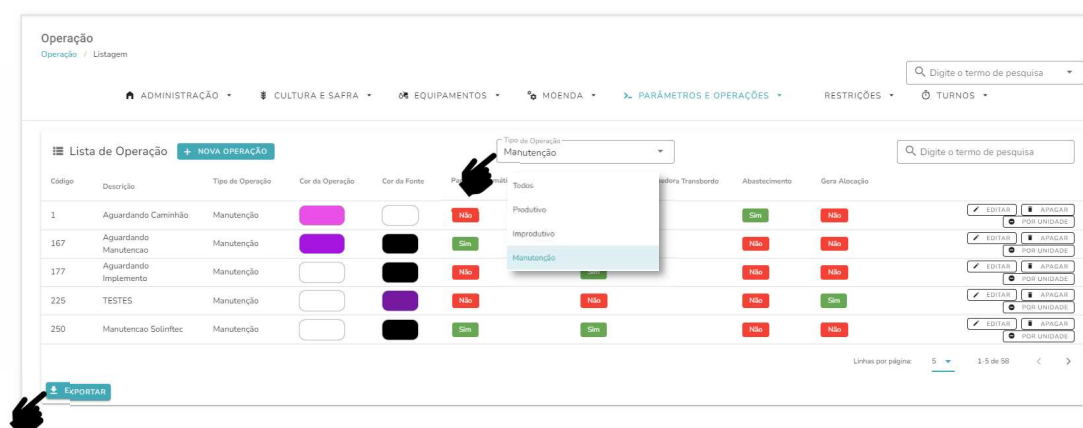 Operação
Operação / Listagem
Digite o termo de pesquisa
ADMINISTRAÇÃO CULTURA E SAFRA EQUIPAMENTOS MOENDA PARÂMETROS E OPERAÇÕES RESTRIÇÕES TURNOS
Lista de Operação + NOVA OPERAÇÃO
Tipo de Operação
Manutenção
Digite o termo de pesquisa
Código Descrição Tipo de Operação Cor da Operação Cor da Fonte Transbordo Abastecimento Gera Alocação
Todos
Produtivo
Improdutivo
Manutenção
1 Aguardando Caminhão Manutenção Não Sim Não EDITAR APAGAR
POR UNIDADE
167 Aguardando Manutencao Manutenção Sim Não Não EDITAR APAGAR
POR UNIDADE
177 Aguardando Implemento Manutenção Não Sim Não Não EDITAR APAGAR
POR UNIDADE
225 TESTES Manutenção Não Não Não Sim EDITAR APAGAR
POR UNIDADE
250 Manutencao Solinftec Manutenção Sim Sim Não Não EDITAR APAGAR
POR UNIDADE
Linhas por página: 5 1-5 de 58
EXPORTAR